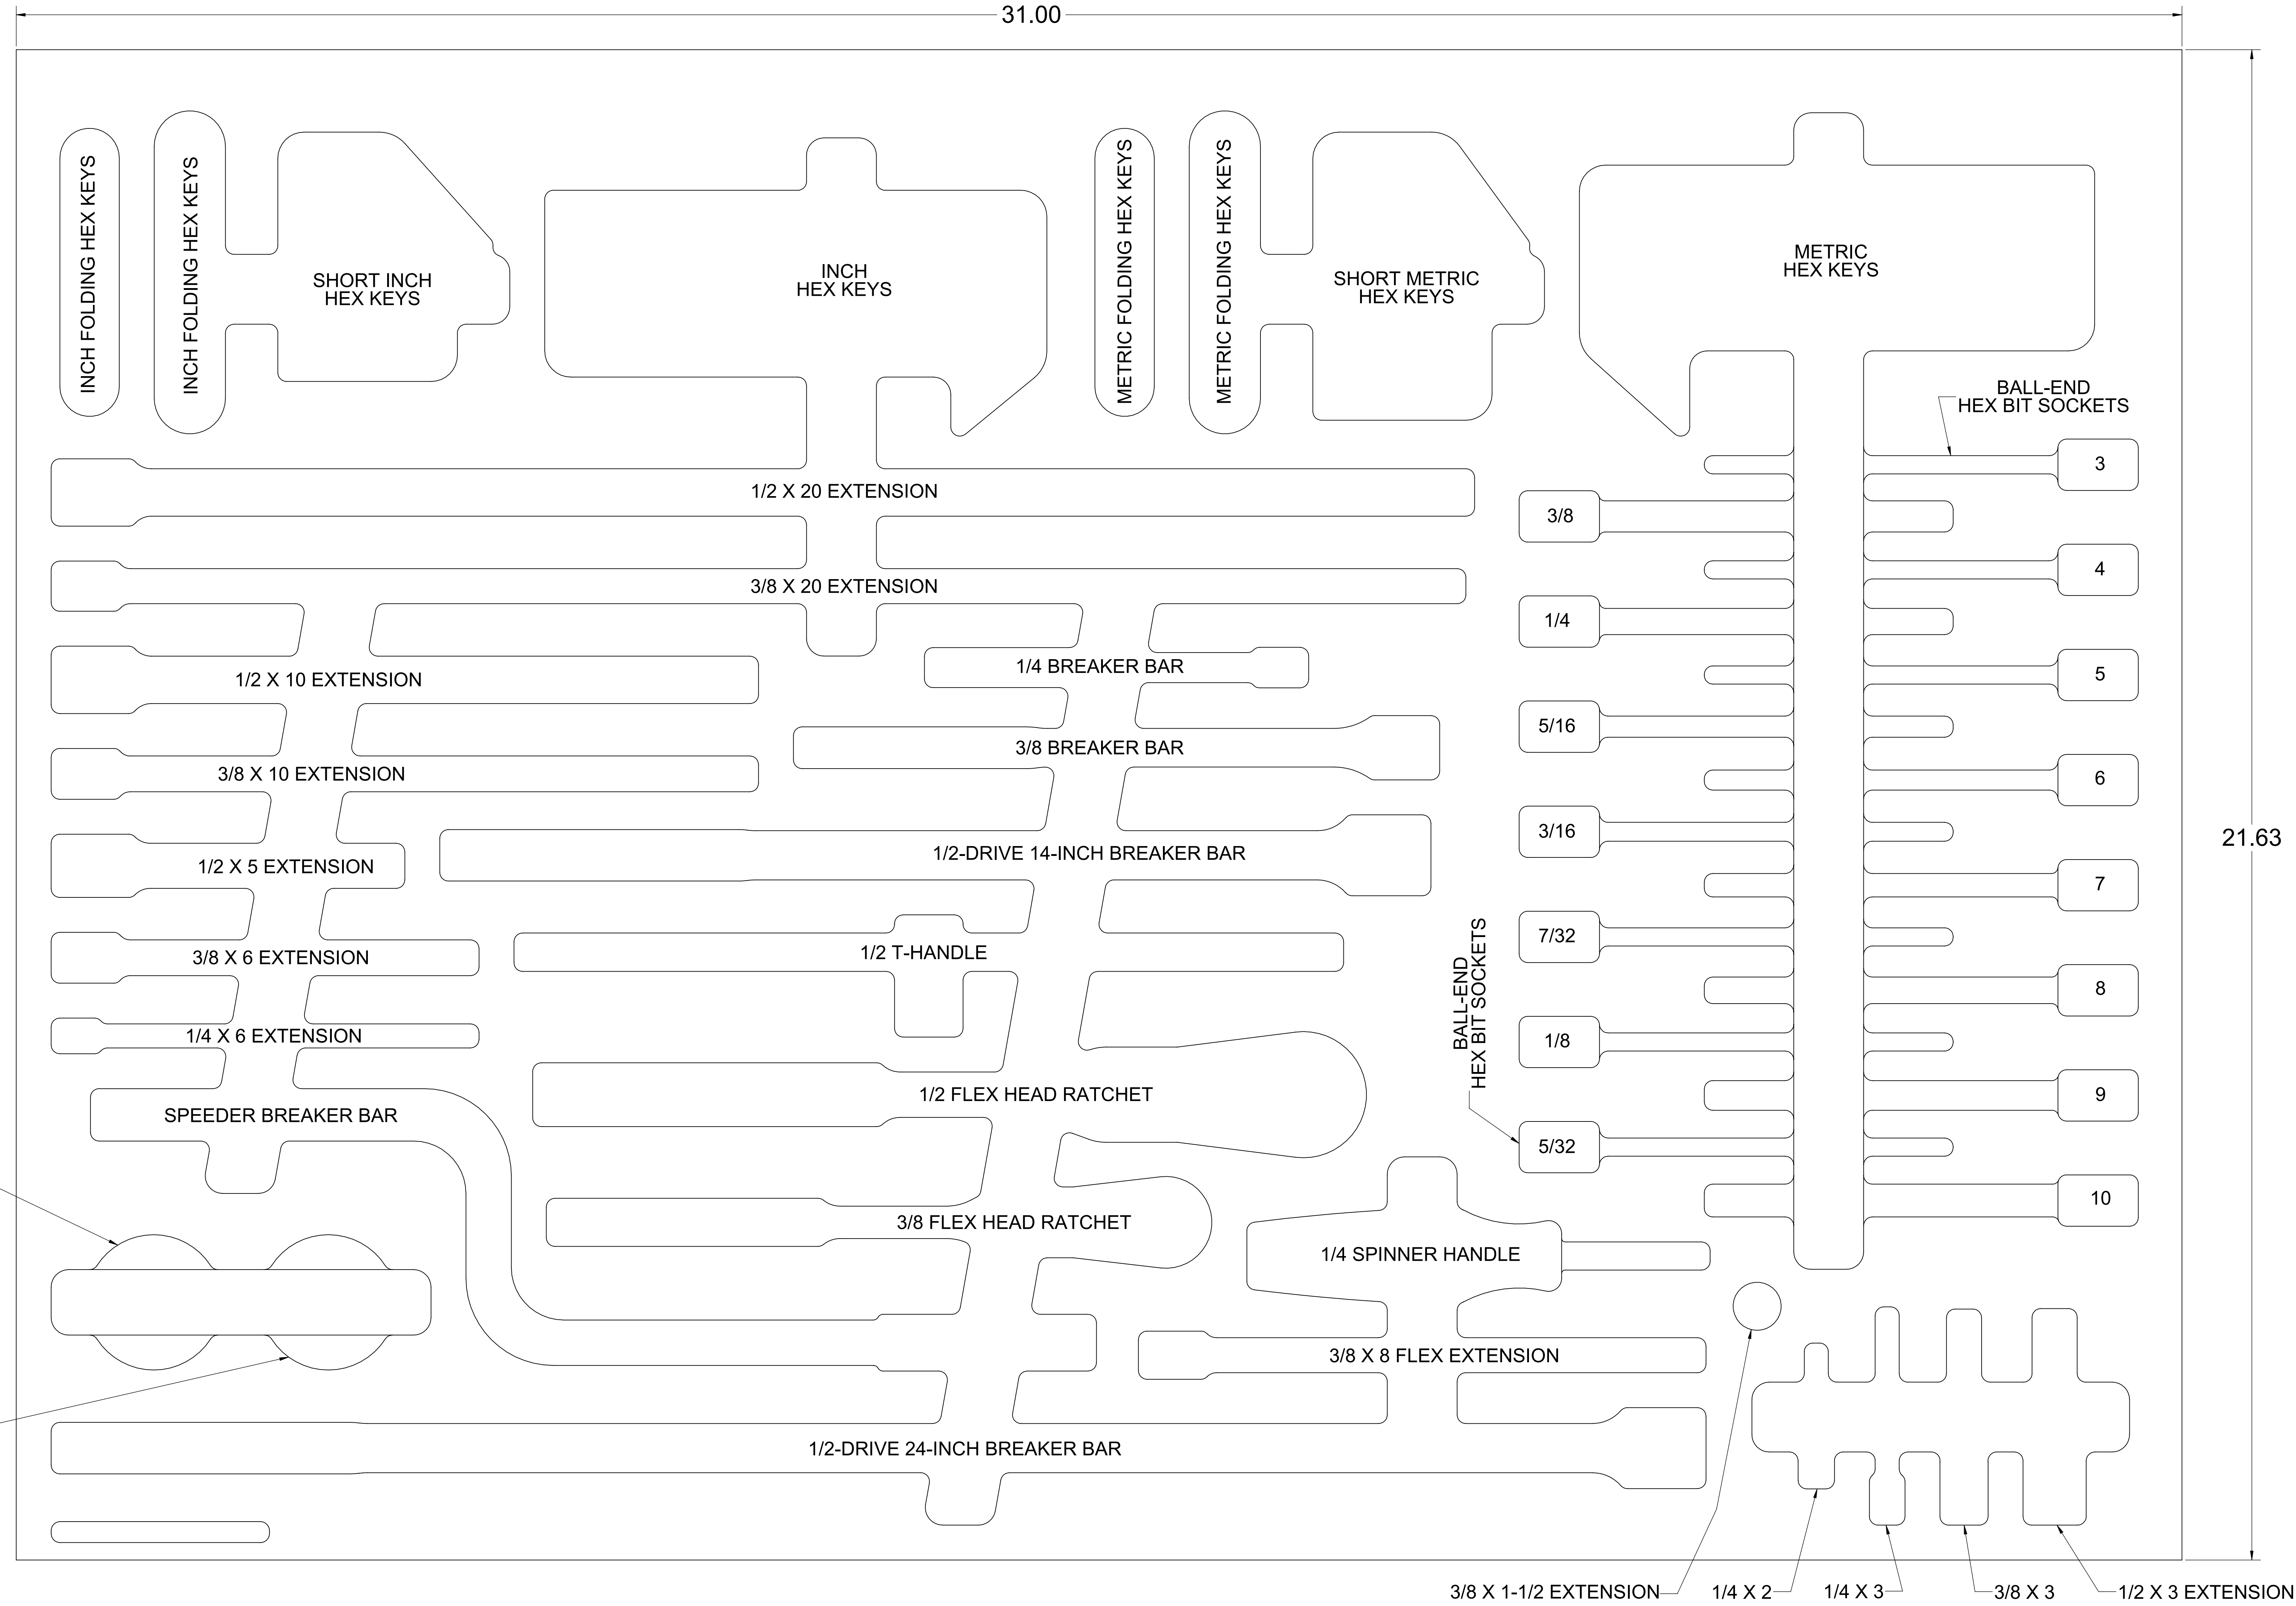 31.00
21.63
INCH FOLDING HEX KEYS
INCH FOLDING HEX KEYS
SHORT INCH
HEX KEYS
INCH
HEX KEYS
METRIC FOLDING HEX KEYS
METRIC FOLDING HEX KEYS
SHORT METRIC
HEX KEYS
METRIC
HEX KEYS
BALL-END
HEX BIT SOCKETS
3
1/2 X 20 EXTENSION
3/8
4
3/8 X 20 EXTENSION
1/4
1/4 BREAKER BAR
5
1/2 X 10 EXTENSION
5/16
3/8 BREAKER BAR
3/8 X 10 EXTENSION
6
3/16
1/2-DRIVE 14-INCH BREAKER BAR
1/2 X 5 EXTENSION
7
7/32
1/2 T-HANDLE
3/8 X 6 EXTENSION
8
BALL-END
HEX BIT SOCKETS
1/4 X 6 EXTENSION
1/8
1/2 FLEX HEAD RATCHET
9
SPEEDER BREAKER BAR
5/32
10
3/8 FLEX HEAD RATCHET
1/4 SPINNER HANDLE
3/8 X 8 FLEX EXTENSION
1/2-DRIVE 24-INCH BREAKER BAR
3/8 X 1-1/2 EXTENSION
1/4 X 2
1/4 X 3
3/8 X 3
1/2 X 3 EXTENSION